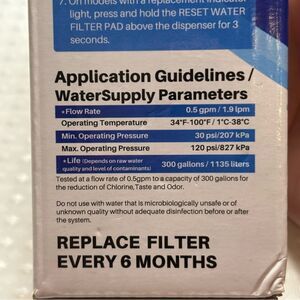 7. On models with a replacement indicator
light, press and hold the RESET WATER
FILTER PAD above the dispenser for 3
seconds.
Application Guidelines /
WaterSupply Parameters
•Flow Rate 0.5 gpm / 1.9 lpm
Operating Temperature 34°F-100°F / 1°C-38°C
Min. Operating Pressure 30 psi/207 kPa
Max. Operating Pressure 120 psi/827 kPa
•Life (Depends on raw water
quality and level of contaminants) 300 gallons / 1135 liters
Tested at a flow rate of 0.5gpm to a capacity of 300 gallons for
the reduction of Chlorine,Taste and Odor.
Do not use with water that is microbiologically unsafe or of
unknown quality without adequate disinfection before or after
the system.
REPLACE FILTER
EVERY 6 MONTHS